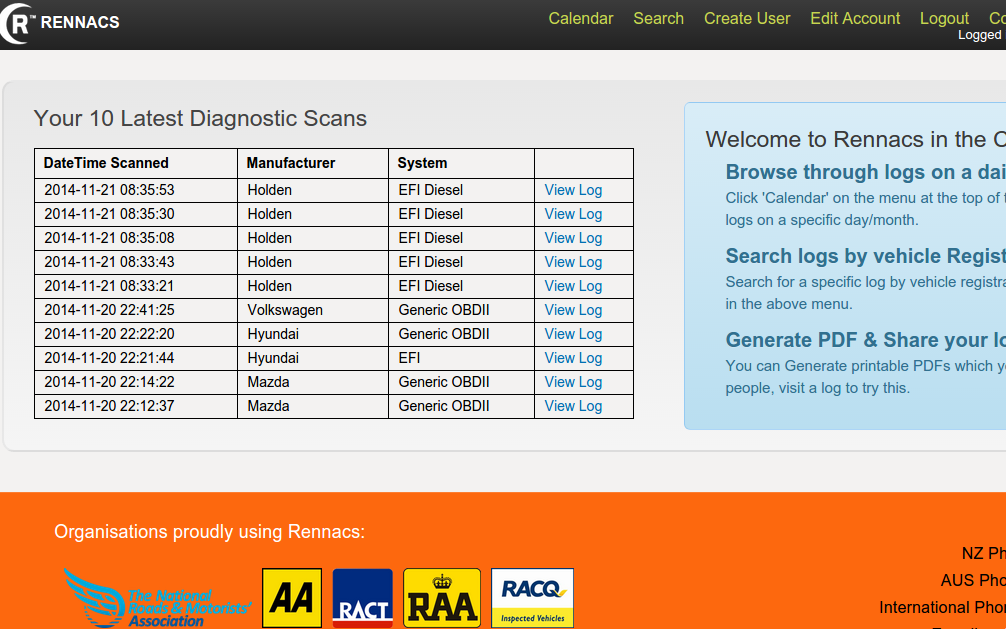 R™ RENNACS
Calendar Search Create User Edit Account Logout
Logged
Your 10 Latest Diagnostic Scans
DateTime Scanned Manufacturer System
2014-11-21 08:35:53 Holden EFI Diesel View Log
2014-11-21 08:35:30 Holden EFI Diesel View Log
2014-11-21 08:35:08 Holden EFI Diesel View Log
2014-11-21 08:33:43 Holden EFI Diesel View Log
2014-11-21 08:33:21 Holden EFI Diesel View Log
2014-11-20 22:41:25 Volkswagen Generic OBDII View Log
2014-11-20 22:22:20 Hyundai Generic OBDII View Log
2014-11-20 22:21:44 Hyundai EFI View Log
2014-11-20 22:14:22 Mazda Generic OBDII View Log
2014-11-20 22:12:37 Mazda Generic OBDII View Log
Welcome to Rennacs in the
Browse through logs on a
Click 'Calendar' on the menu at the top of
logs on a specific day/month.
Search logs by vehicle
Search for a specific log by vehicle
in the above menu.
Generate PDF & Share your
You can Generate printable PDFs which
people, visit a log to try this.
Organisations proudly using Rennacs:
The National
Roads & Motorists'
Association
AA
RACT
RAA
RACQ
Inspected Vehicles
NZ
AUS
International